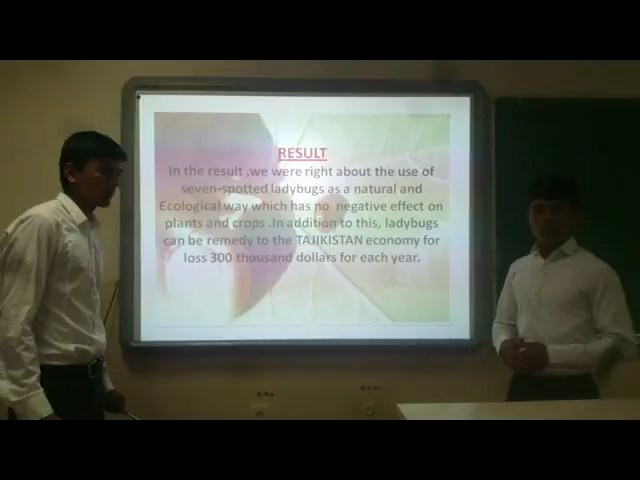 RESULT
In the result ,we were right about the use of
seven-spotted ladybugs as a natural and
Ecological way which has no negative effect on
plants and crops .In addition to this, ladybugs
can be remedy to the TAJIKISTAN economy for
loss 300 thousand dollars for each year.